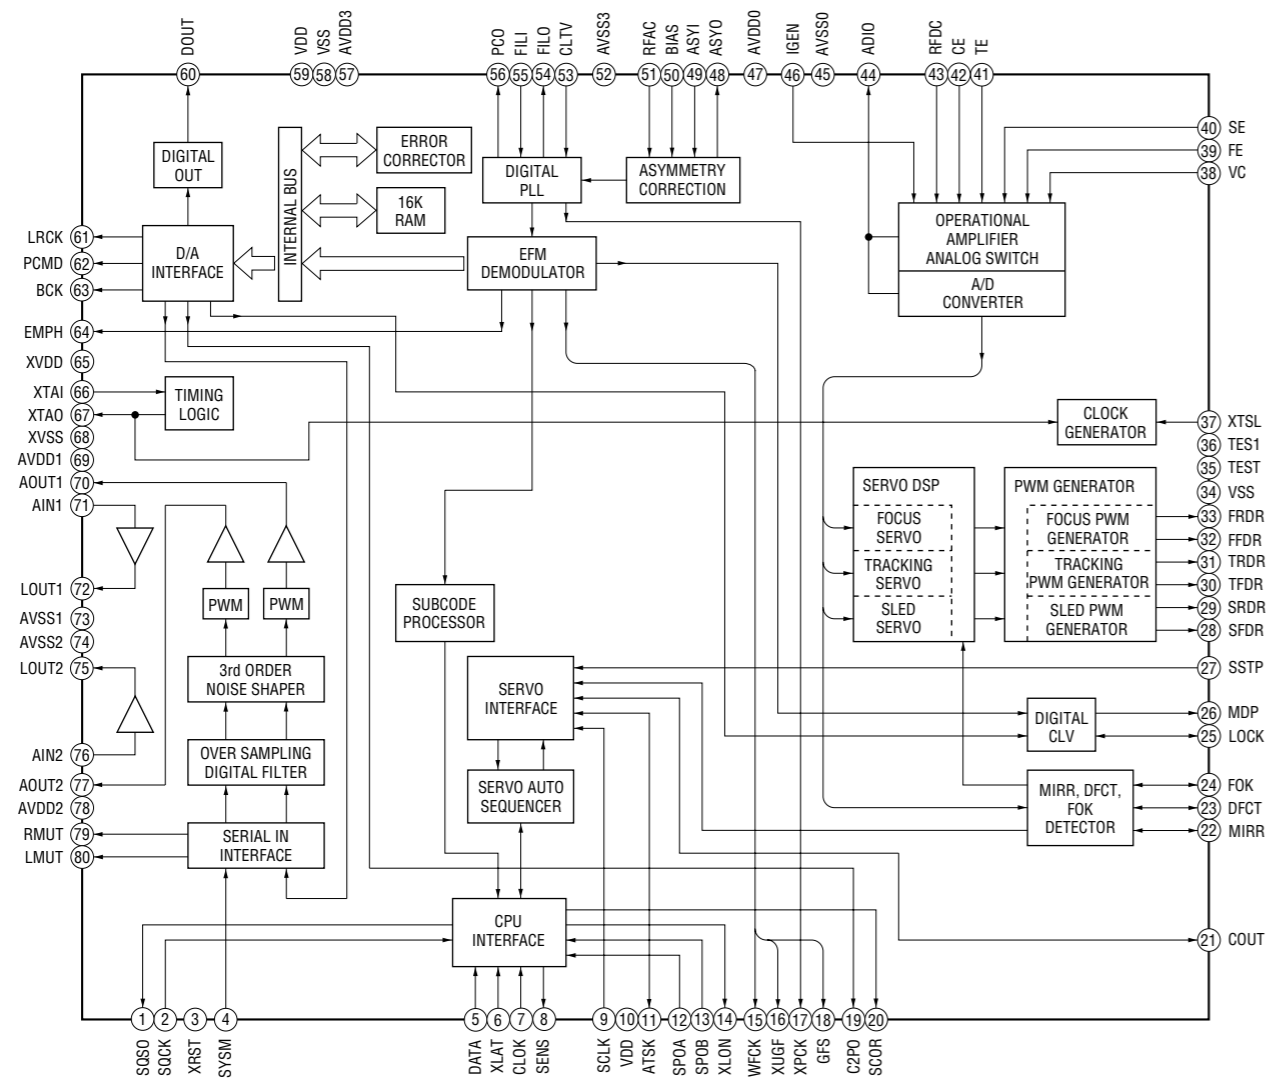 DOUT
VDD
VSS
AVDD3
PCO
FILI
FILO
CLTV
AVSS3
RFAC
BIAS
ASYI
ASYO
AVDD0
IGEN
AVSS0
ADIO
RFDC
CE
TE
60
59
58
57
56
55
54
53
52
51
50
49
48
47
46
45
44
43
42
41
40 SE
39 FE
38 VC
DIGITAL
OUT
INTERNAL BUS
ERROR
CORRECTOR
16K
RAM
DIGITAL
PLL
ASYMMETRY
CORRECTION
OPERATIONAL
AMPLIFIER
ANALOG SWITCH
A/D
CONVERTER
LRCK 61
PCMD 62
BCK 63
D/A
INTERFACE
EFM
DEMODULATOR
EMPH 64
XVDD 65
XTAI 66
XTAO 67
XVSS 68
AVDD1 69
AOUT1 70
AIN1 71
LOUT1 72
AVSS1 73
AVSS2 74
LOUT2 75
AIN2 76
AOUT2 77
AVDD2 78
RMUT 79
LMUT 80
TIMING
LOGIC
CLOCK
GENERATOR
37 XTSL
36 TES1
35 TEST
34 VSS
33 FRDR
32 FFDR
31 TRDR
30 TFDR
29 SRDR
28 SFDR
27 SSTP
26 MDP
25 LOCK
24 FOK
23 DFCT
22 MIRR
21 COUT
SERVO DSP
FOCUS
SERVO
TRACKING
SERVO
SLED
SERVO
PWM GENERATOR
FOCUS PWM
GENERATOR
TRACKING
PWM GENERATOR
SLED PWM
GENERATOR
PWM
PWM
SUBCODE
PROCESSOR
3rd ORDER
NOISE SHAPER
SERVO
INTERFACE
DIGITAL
CLV
OVER SAMPLING
DIGITAL FILTER
SERVO AUTO
SEQUENCER
MIRR, DFCT,
FOK
DETECTOR
SERIAL IN
INTERFACE
CPU
INTERFACE
1
2
3
4
5
6
7
8
9
10
11
12
13
14
15
16
17
18
19
20
SQSO
SQCK
XRST
SYSM
DATA
XLAT
CLOK
SENS
SCLK
VDD
ATSK
SPOA
SPOB
XLON
WFCK
XUGF
XPCK
GFS
C2PO
SCOR